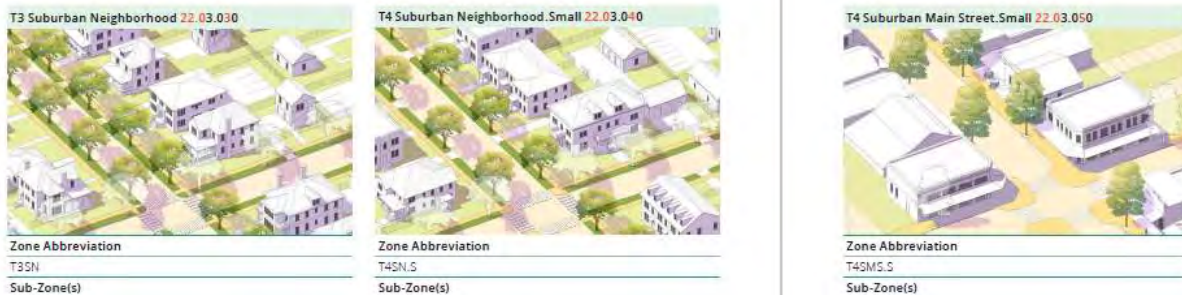 T3 Suburban Neighborhood 22.03.030
Zone Abbreviation
T3SN
Sub-Zone(s)
T4 Suburban Neighborhood.Small 22.03.040
Zone Abbreviation
T4SN.S
Sub-Zone(s)
T4 Suburban Main Street.Small 22.03.050
Zone Abbreviation
T4SMS.S
Sub-Zone(s)